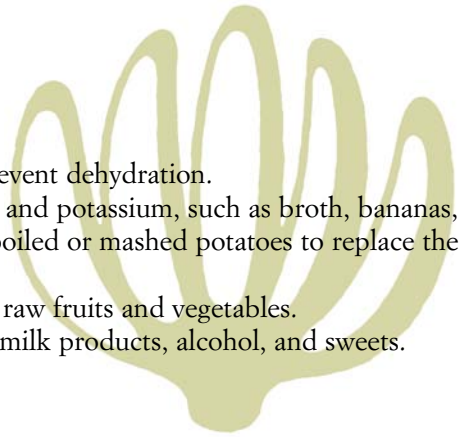 event dehydration.
and potassium, such as broth, bananas,
boiled or mashed potatoes to replace the
raw fruits and vegetables.
milk products, alcohol, and sweets.